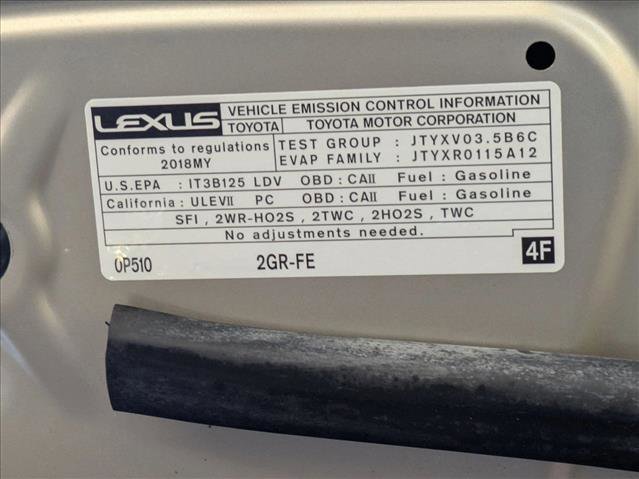 LEXUS VEHICLE EMISSION CONTROL INFORMATION
TOYOTA TOYOTA MOTOR CORPORATION
Conforms to regulations TEST GROUP : JTYXV03.5B6C
2018MY EVAP FAMILY : JTYXR0115A12
U.S.EPA : IT3B125 LDV OBD : CAII Fuel : Gasoline
California : ULEVII PC OBD : CAII Fuel : Gasoline
SFI , 2WR-HO2S , 2TWC , 2HO2S , TWC
No adjustments needed.
0P510 2GR-FE 4F